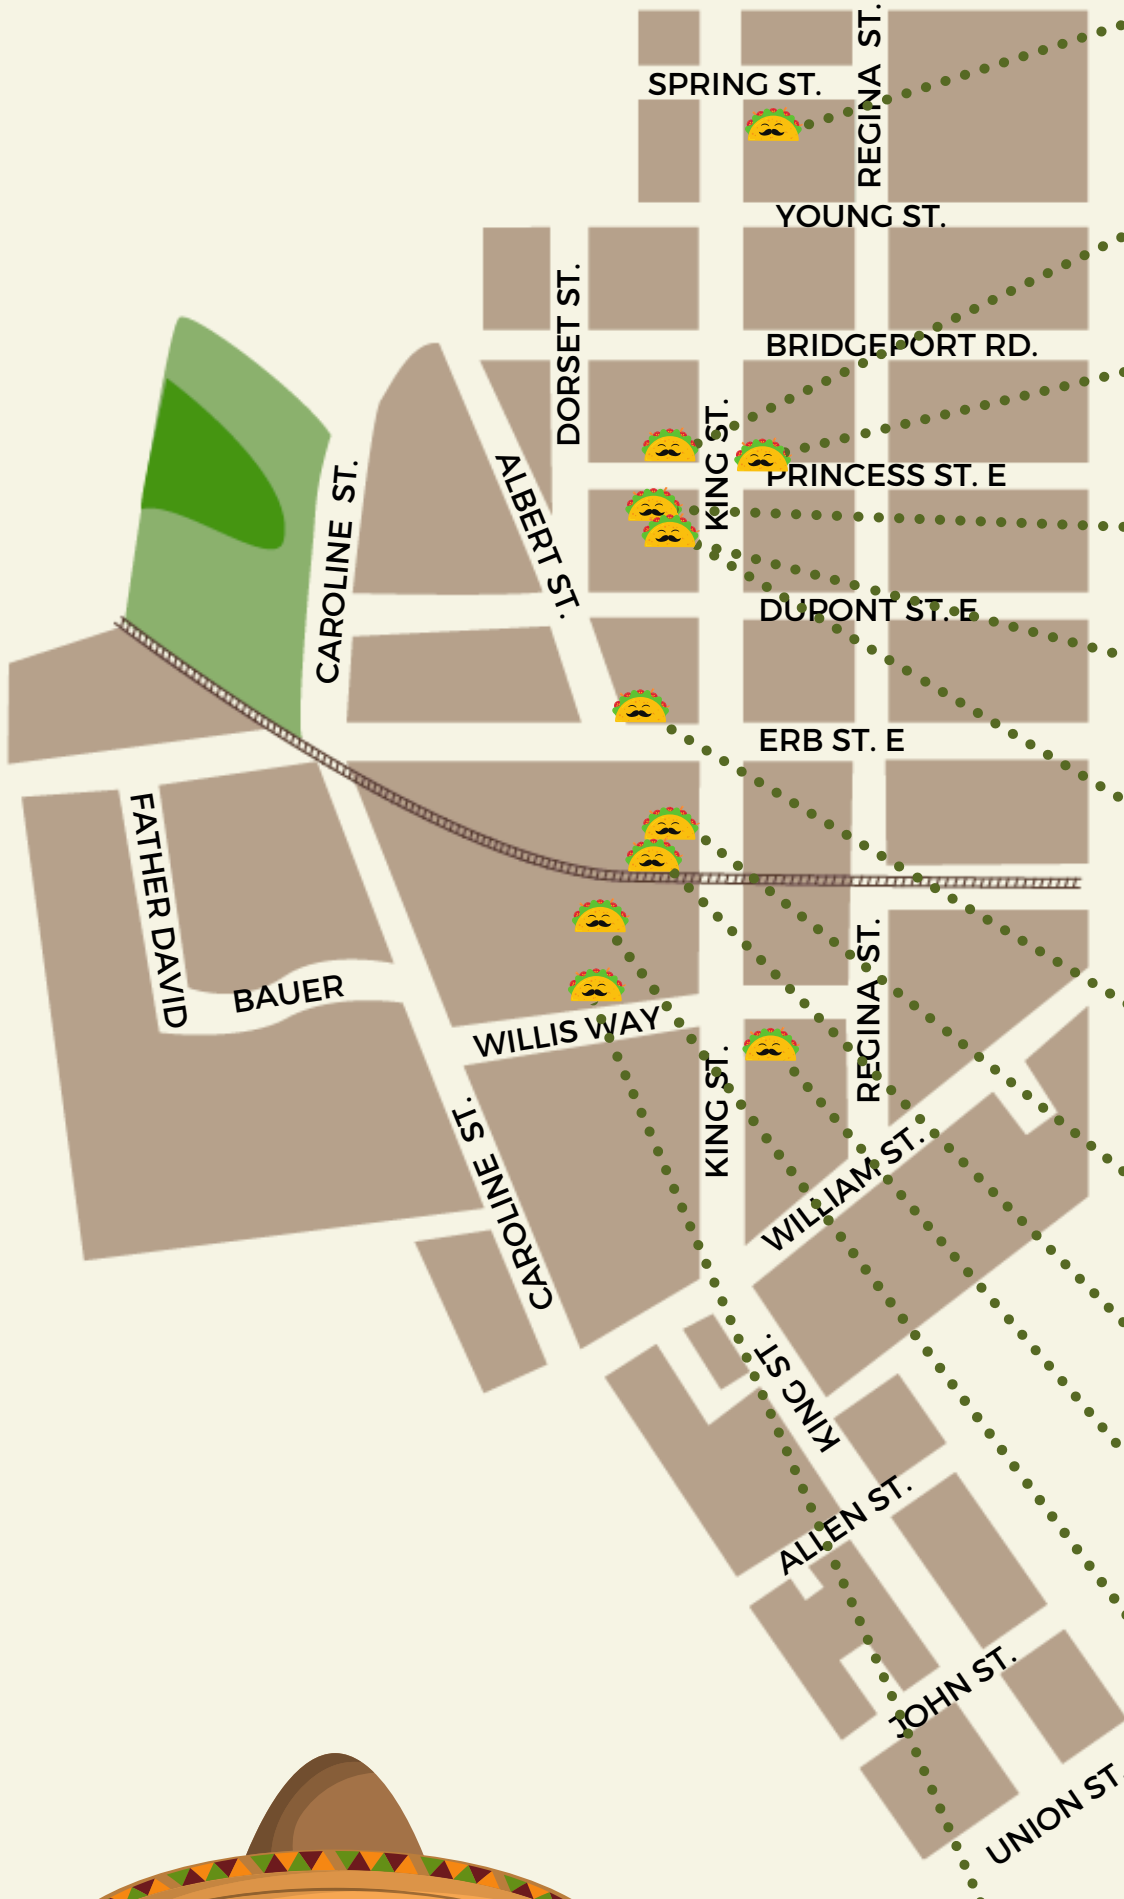 REGINA ST.
SPRING ST.
YOUNG ST.
DORSET ST.
BRIDGEPORT RD.
KING ST.
PRINCESS ST. E
ALBERT ST.
CAROLINE ST.
DUPONT ST. E
ERB ST. E
FATHER DAVID
BAUER
REGINA ST.
WILLIS WAY
KING ST.
CAROLINE ST.
WILLIAM ST.
KING ST.
ALLEN ST.
JOHN ST.
UNION ST.